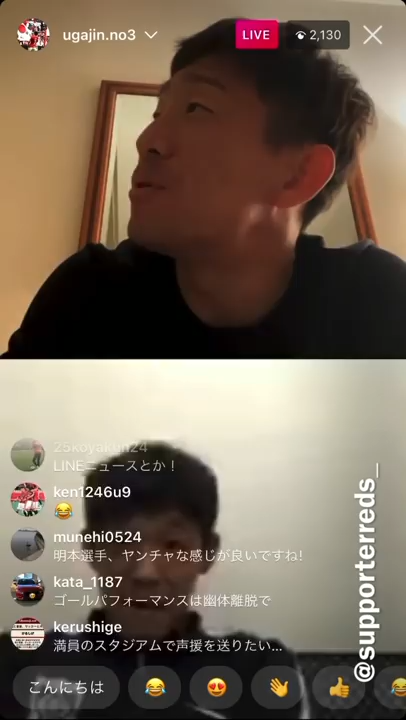 ugajin.no3
LIVE
2,130
25koyakun24
LINEニュースとか！
ken1246u9
😂
munehi0524
明本選手、ヤンチャな感じが良いですね!
kata_1187
ゴールパフォーマンスは幽体離脱で
kerushige
満員のスタジアムで声援を送りたい...
こんにちは
😂
😍
👋
👍
@supporterreds_